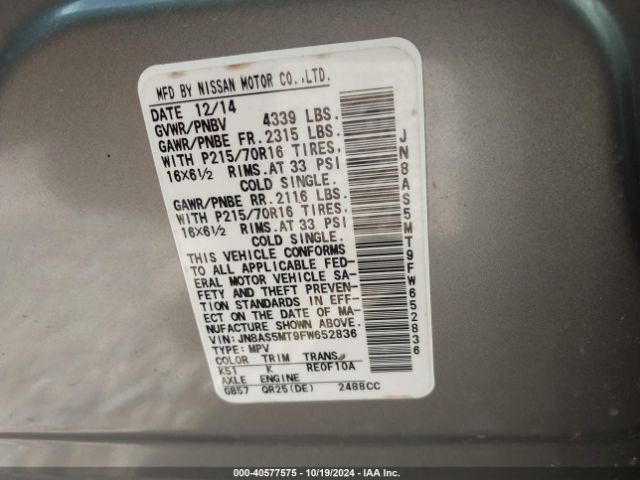 MFD BY NISSAN MOTOR CO.,LTD.
DATE 12/14
GVWR/PNBV 4339 LBS.
GAWR/PNBE FR. 2315 LBS.
WITH P215/70R16 TIRES,
16X6½ RIMS.AT 33 PSI
COLD SINGLE.
GAWR/PNBE RR. 2116 LBS.
WITH P215/70R16 TIRES,
16X6½ RIMS.AT 33 PSI
COLD SINGLE.
THIS VEHICLE CONFORMS
TO ALL APPLICABLE FED-
ERAL MOTOR VEHICLE SA-
FETY AND THEFT PREVEN-
TION STANDARDS IN EFF-
ECT ON THE DATE OF MA-
NUFACTURE SHOWN ABOVE.
VIN: JN8AS5MT9FW652836
TYPE: MPV
COLOR TRIM TRANS
K51 K RE0F10A
AXLE ENGINE
GB57 QR25(DE) 2488CC
JN8AS5MT9FW652836
000-40577575 - 10/19/2024 - IAA Inc.